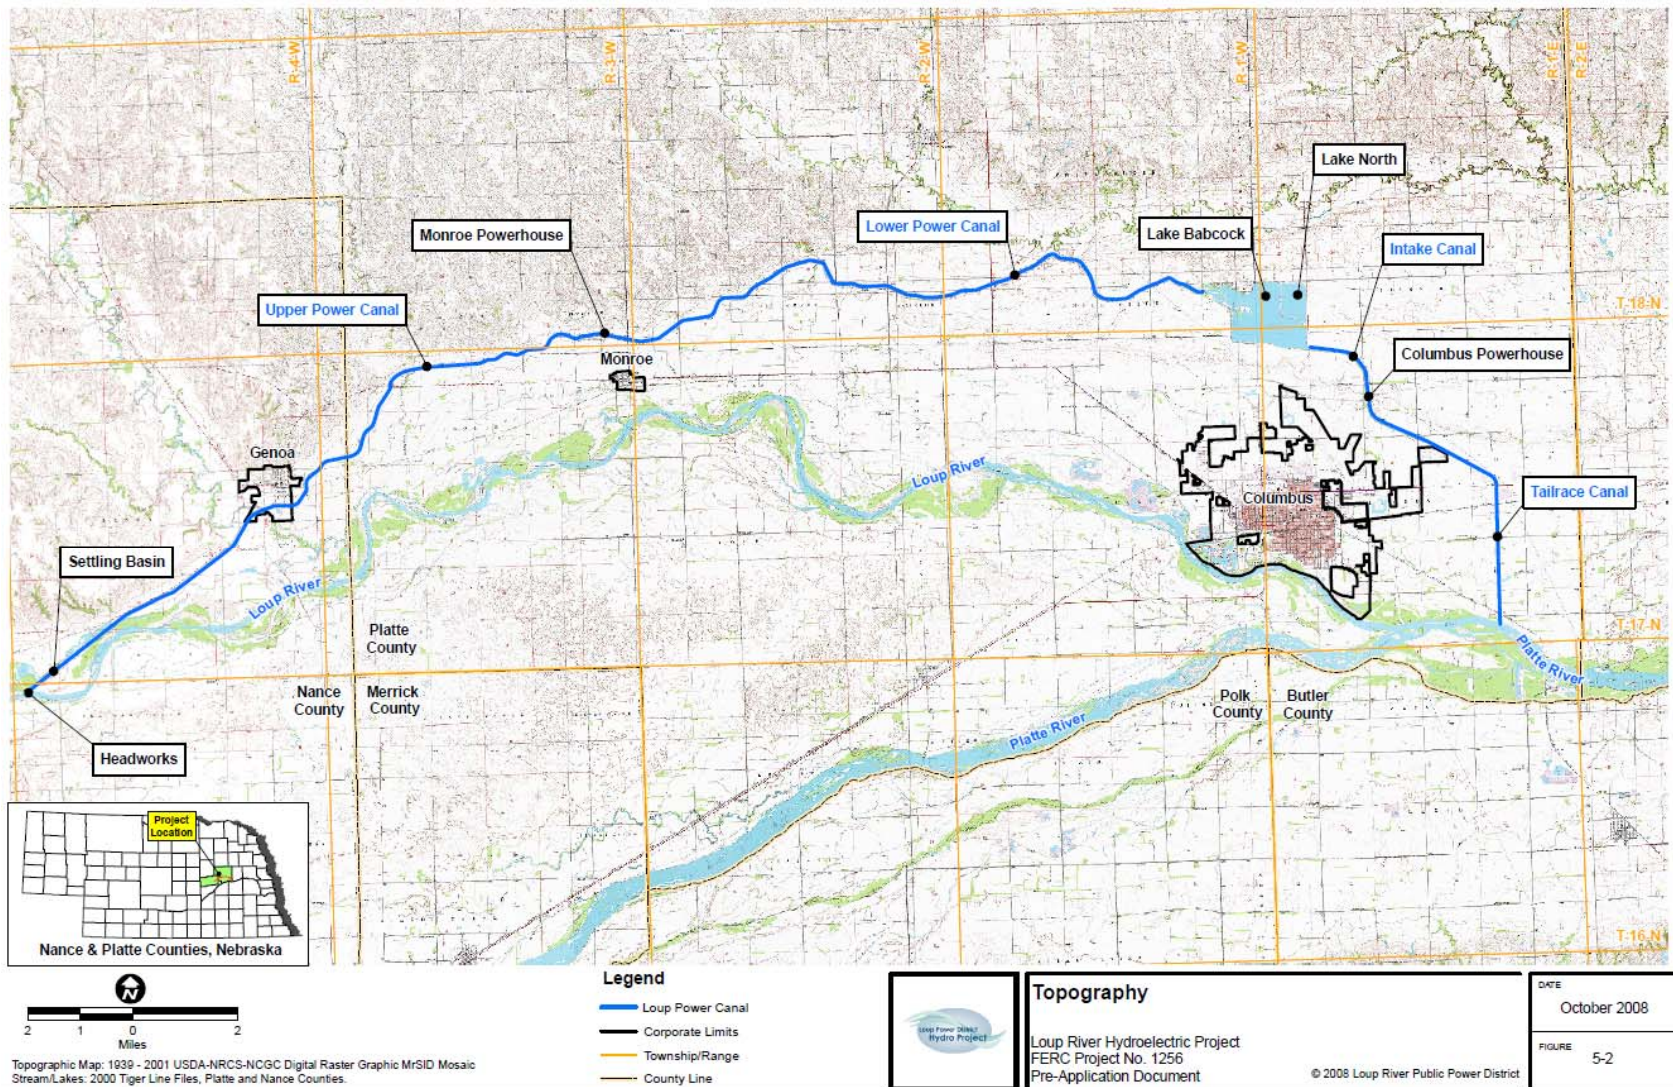 R-4-W
R-3-W
R-2-W
R-1-W
R-1-E
R-2-E
Lake North
Monroe Powerhouse
Lower Power Canal
Lake Babcock
Intake Canal
Upper Power Canal
T-18-N
Monroe
Columbus Powerhouse
Genoa
Loup River
Columbus
Tailrace Canal
Settling Basin
Loup River
Platte
County
T-17-N
Platte River
Nance
County
Merrick
County
Polk
County
Butler
County
Platte River
Headworks
Project
Location
Nance & Platte Counties, Nebraska
T-16-N
N
2 1 0 2
Miles
Topographic Map: 1939 - 2001 USDA-NRCS-NCGC Digital Raster Graphic MrSID Mosaic
Stream/Lakes: 2000 Tiger Line Files, Platte and Nance Counties.
Legend
Loup Power Canal
Corporate Limits
Township/Range
County Line
Loup Power District
Hydro Project
Topography
Loup River Hydroelectric Project
FERC Project No. 1256
Pre-Application Document
© 2008 Loup River Public Power District
DATE
October 2008
FIGURE
5-2